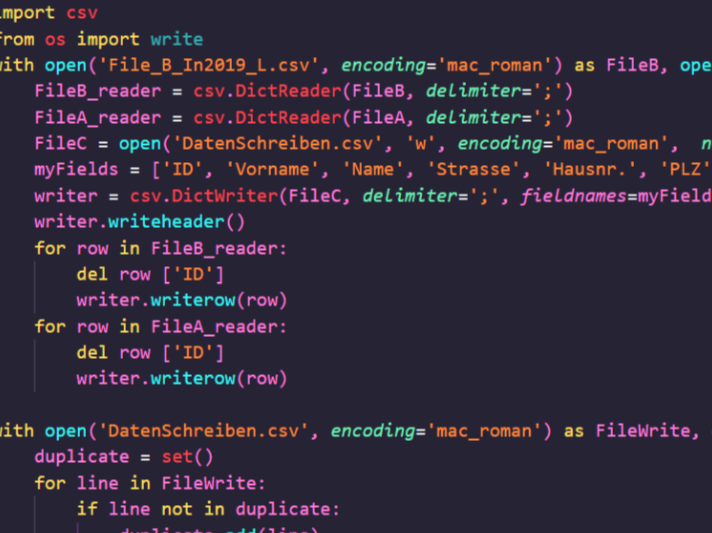 import csv
from os import write
with open('File_B_In2019_L.csv', encoding='mac_roman') as FileB, ope
FileB_reader = csv.DictReader(FileB, delimiter=';')
FileA_reader = csv.DictReader(FileA, delimiter=';')
FileC = open('DatenSchreiben.csv', 'w', encoding='mac_roman', n
myFields = ['ID', 'Vorname', 'Name', 'Strasse', 'Hausnr.', 'PLZ'
writer = csv.DictWriter(FileC, delimiter=';', fieldnames=myField
writer.writeheader()
for row in FileB_reader:
del row ['ID']
writer.writerow(row)
for row in FileA_reader:
del row ['ID']
writer.writerow(row)
with open('DatenSchreiben.csv', encoding='mac_roman') as FileWrite,
duplicate = set()
for line in FileWrite:
if line not in duplicate:
duplicate.add(line)